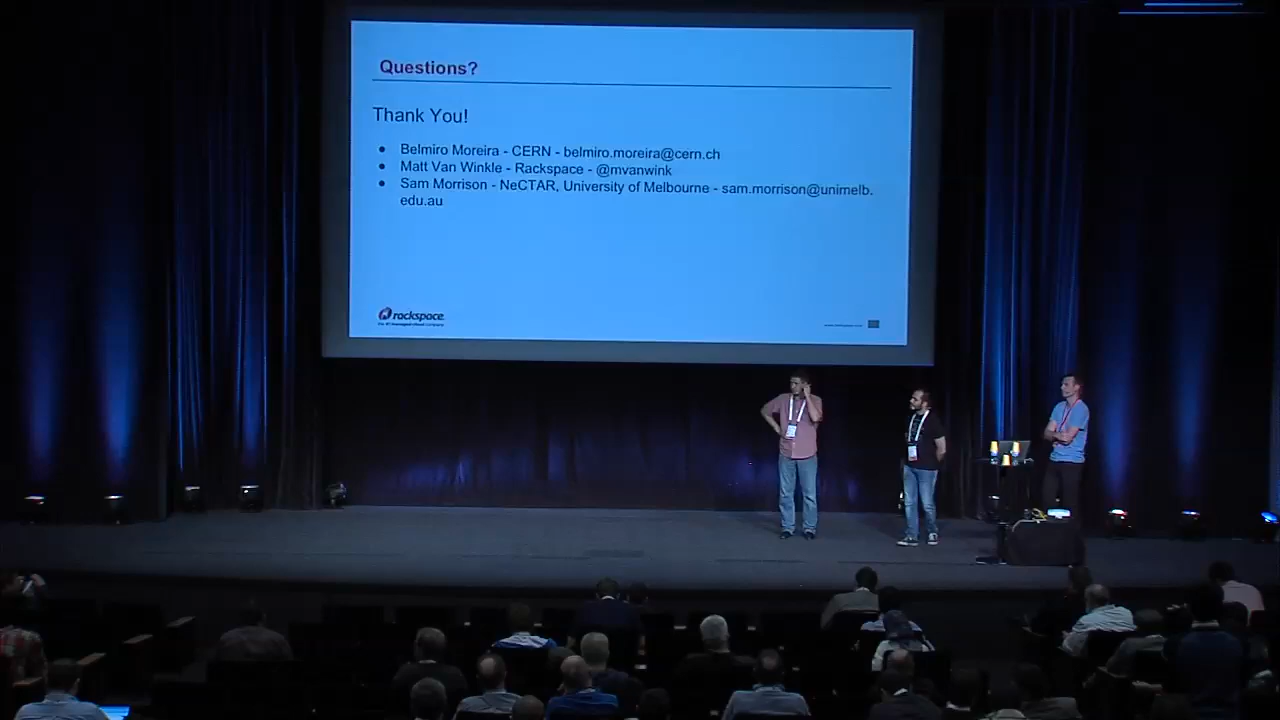 Questions?
Thank You!
• Belmiro Moreira - CERN - belmiro.moreira@cern.ch
• Matt Van Winkle - Rackspace - @mvanwink
• Sam Morrison - NeCTAR, University of Melbourne - sam.morrison@unimelb.
edu.au
rackspace